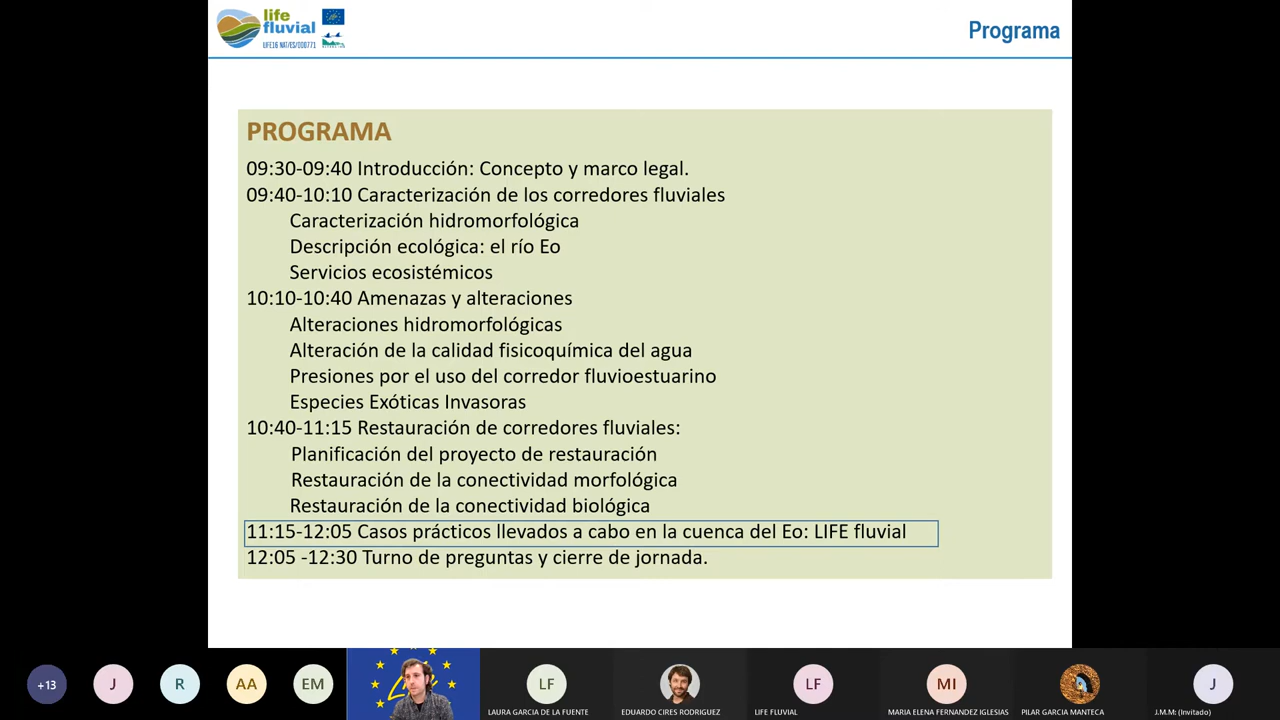 life
fluvial
LIFE16 NAT/ES/000771
Programa
PROGRAMA
09:30-09:40 Introducción: Concepto y marco legal.
09:40-10:10 Caracterización de los corredores fluviales
Caracterización hidromorfológica
Descripción ecológica: el río Eo
Servicios ecosistémicos
10:10-10:40 Amenazas y alteraciones
Alteraciones hidromorfológicas
Alteración de la calidad fisicoquímica del agua
Presiones por el uso del corredor fluvioestuarino
Especies Exóticas Invasoras
10:40-11:15 Restauración de corredores fluviales:
Planificación del proyecto de restauración
Restauración de la conectividad morfológica
Restauración de la conectividad biológica
11:15-12:05 Casos prácticos llevados a cabo en la cuenca del Eo: LIFE fluvial
12:05 -12:30 Turno de preguntas y cierre de jornada.
+13
J
R
AA
EM
LF
LAURA GARCIA DE LA FUENTE
EDUARDO CIRES RODRIGUEZ
LF
LIFE FLUVIAL
MI
MARIA ELENA FERNANDEZ IGLESIAS
PILAR GARCIA MANTECA
J
J.M.M: (Invitado)